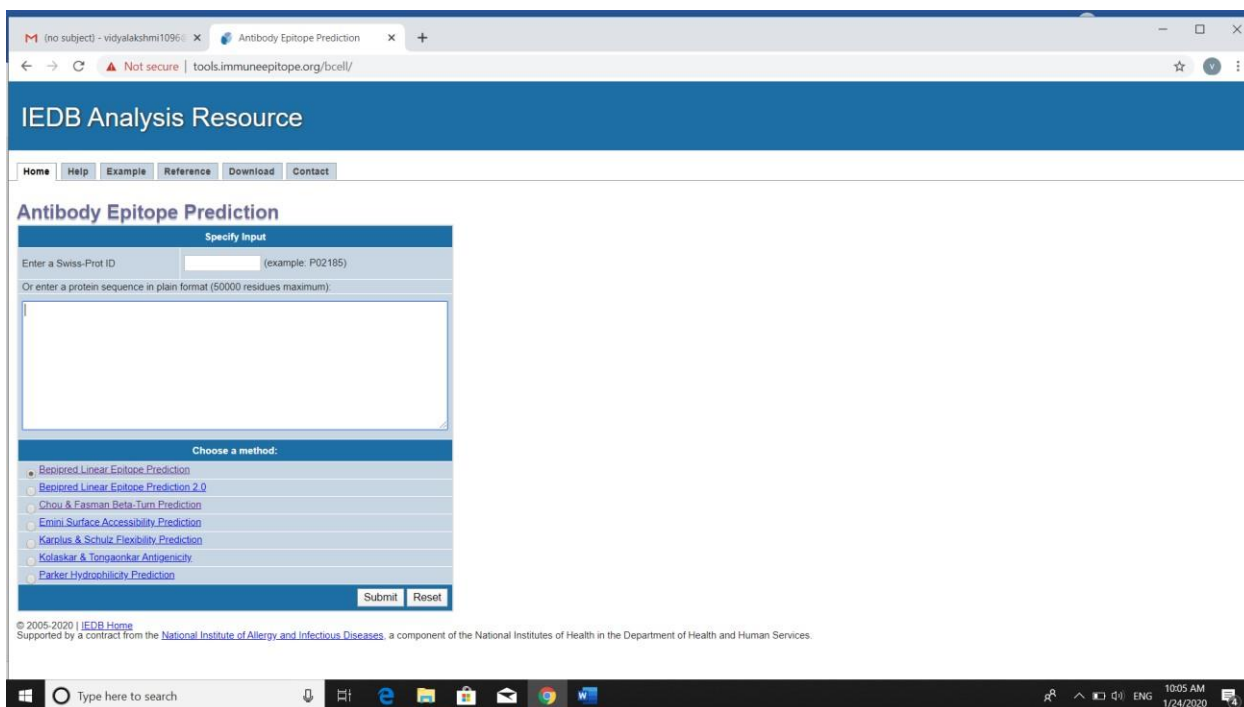 (no subject) - vidyalakshmi1096
Antibody Epitope Prediction
Not secure | tools.immuneepitope.org/bcell/
V
IEDB Analysis Resource
Home Help Example Reference Download Contact
Antibody Epitope Prediction
Specify Input
Enter a Swiss-Prot ID (example: P02185)
Or enter a protein sequence in plain format (50000 residues maximum):
Choose a method:
Bepipred Linear Epitope Prediction
Bepipred Linear Epitope Prediction 2.0
Chou & Fasman Beta-Turn Prediction
Emini Surface Accessibility Prediction
Karplus & Schulz Flexibility Prediction
Kolaskar & Tongaonkar Antigenicity
Parker Hydrophilicity Prediction
Submit Reset
© 2005-2020 | IEDB Home
Supported by a contract from the National Institute of Allergy and Infectious Diseases, a component of the National Institutes of Health in the Department of Health and Human Services.
Type here to search
ENG
10:05 AM
1/24/2020
4